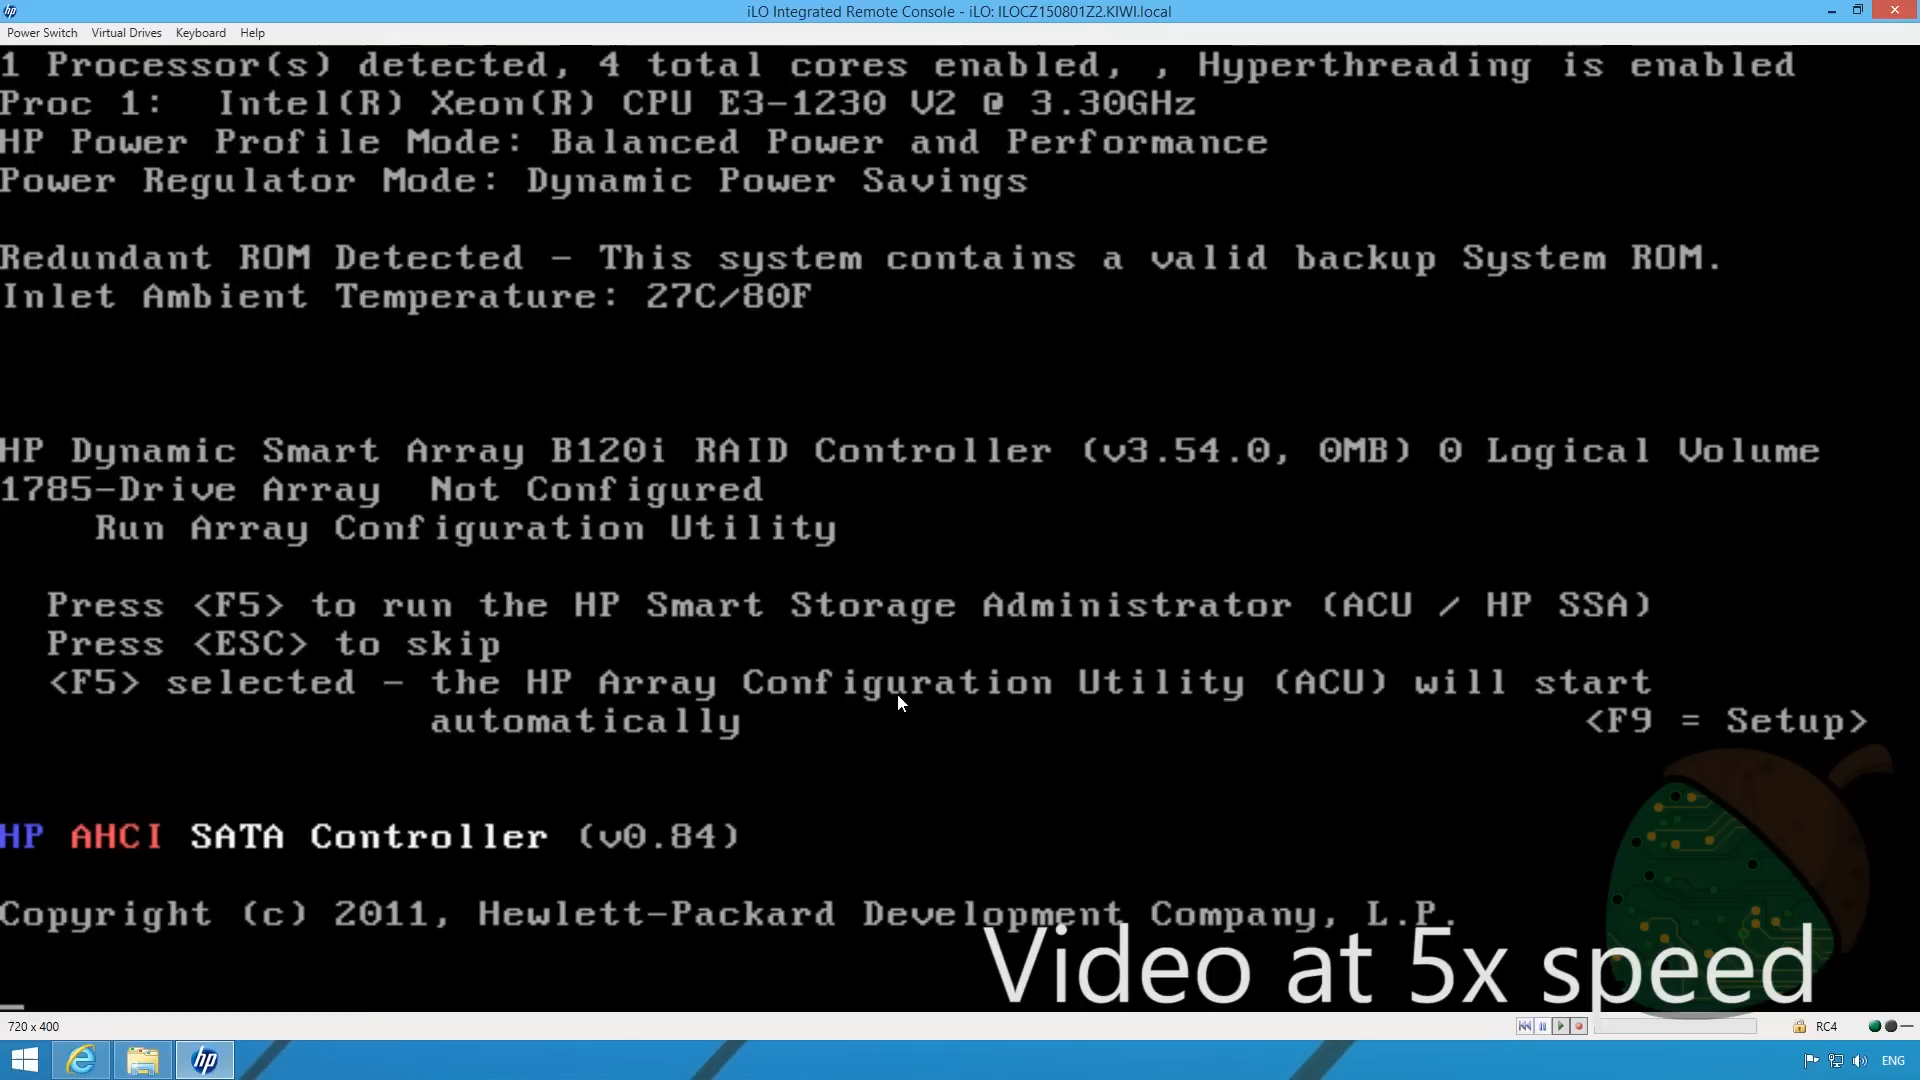 iLO Integrated Remote Console - iLO: ILOCZ150801Z2.KIWI.local
Power Switch Virtual Drives Keyboard Help
1 Processor(s) detected, 4 total cores enabled, , Hyperthreading is enabled
Proc 1: Intel(R) Xeon(R) CPU E3-1230 V2 @ 3.30GHz
HP Power Profile Mode: Balanced Power and Performance
Power Regulator Mode: Dynamic Power Savings
Redundant ROM Detected - This system contains a valid backup System ROM.
Inlet Ambient Temperature: 27C/80F
HP Dynamic Smart Array B120i RAID Controller (v3.54.0, 0MB) 0 Logical Volume
1785-Drive Array Not Configured
Run Array Configuration Utility
Press <F5> to run the HP Smart Storage Administrator (ACU / HP SSA)
Press <ESC> to skip
<F5> selected - the HP Array Configuration Utility (ACU) will start
automatically <F9 = Setup>
HP AHCI SATA Controller (v0.84)
Copyright (c) 2011, Hewlett-Packard Development Company, L.P.
Video at 5x speed
720 x 400 RC4
hp ENG